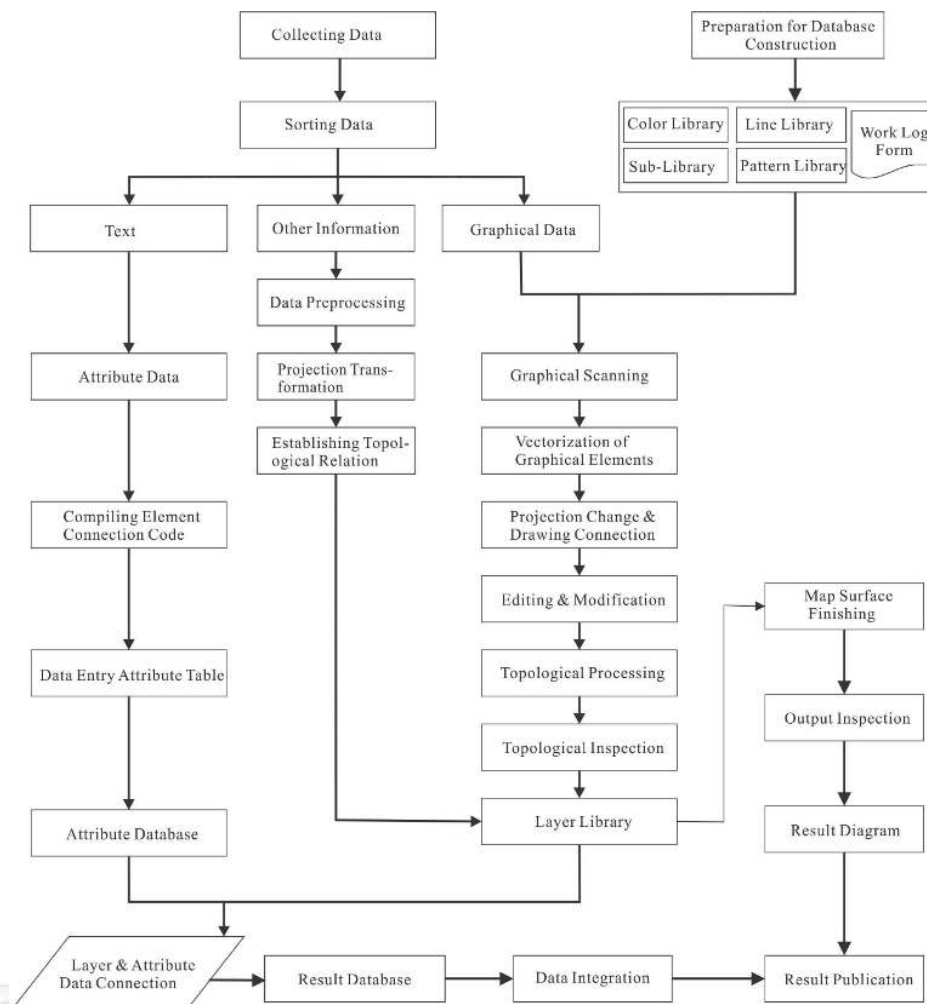 Collecting Data
Preparation for Database
Construction
Sorting Data
Color Library
Line Library
Work Log
Form
Sub-Library
Pattern Library
Text
Other Information
Graphical Data
Data Preprocessing
Attribute Data
Projection Trans-
formation
Graphical Scanning
Establishing Topol-
ogical Relation
Vectorization of
Graphical Elements
Compiling Element
Connection Code
Projection Change &
Drawing Connection
Editing & Modification
Map Surface
Finishing
Data Entry Attribute Table
Topological Processing
Output Inspection
Topological Inspection
Attribute Database
Layer Library
Result Diagram
Layer & Attribute
Data Connection
Result Database
Data Integration
Result Publication